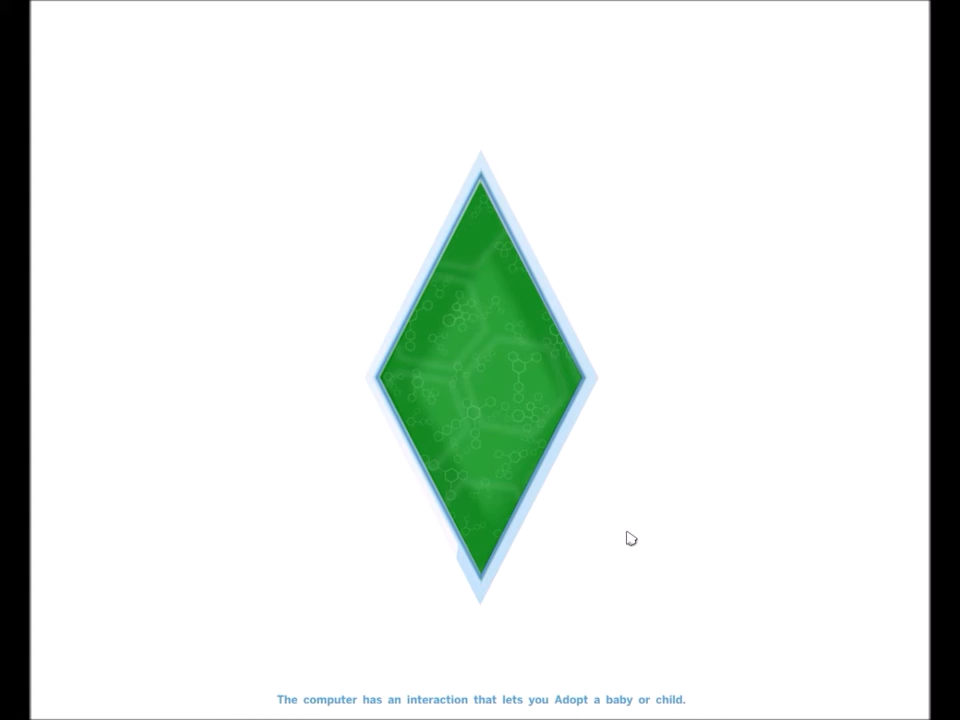 The computer has an interaction that lets you Adopt a baby or child.